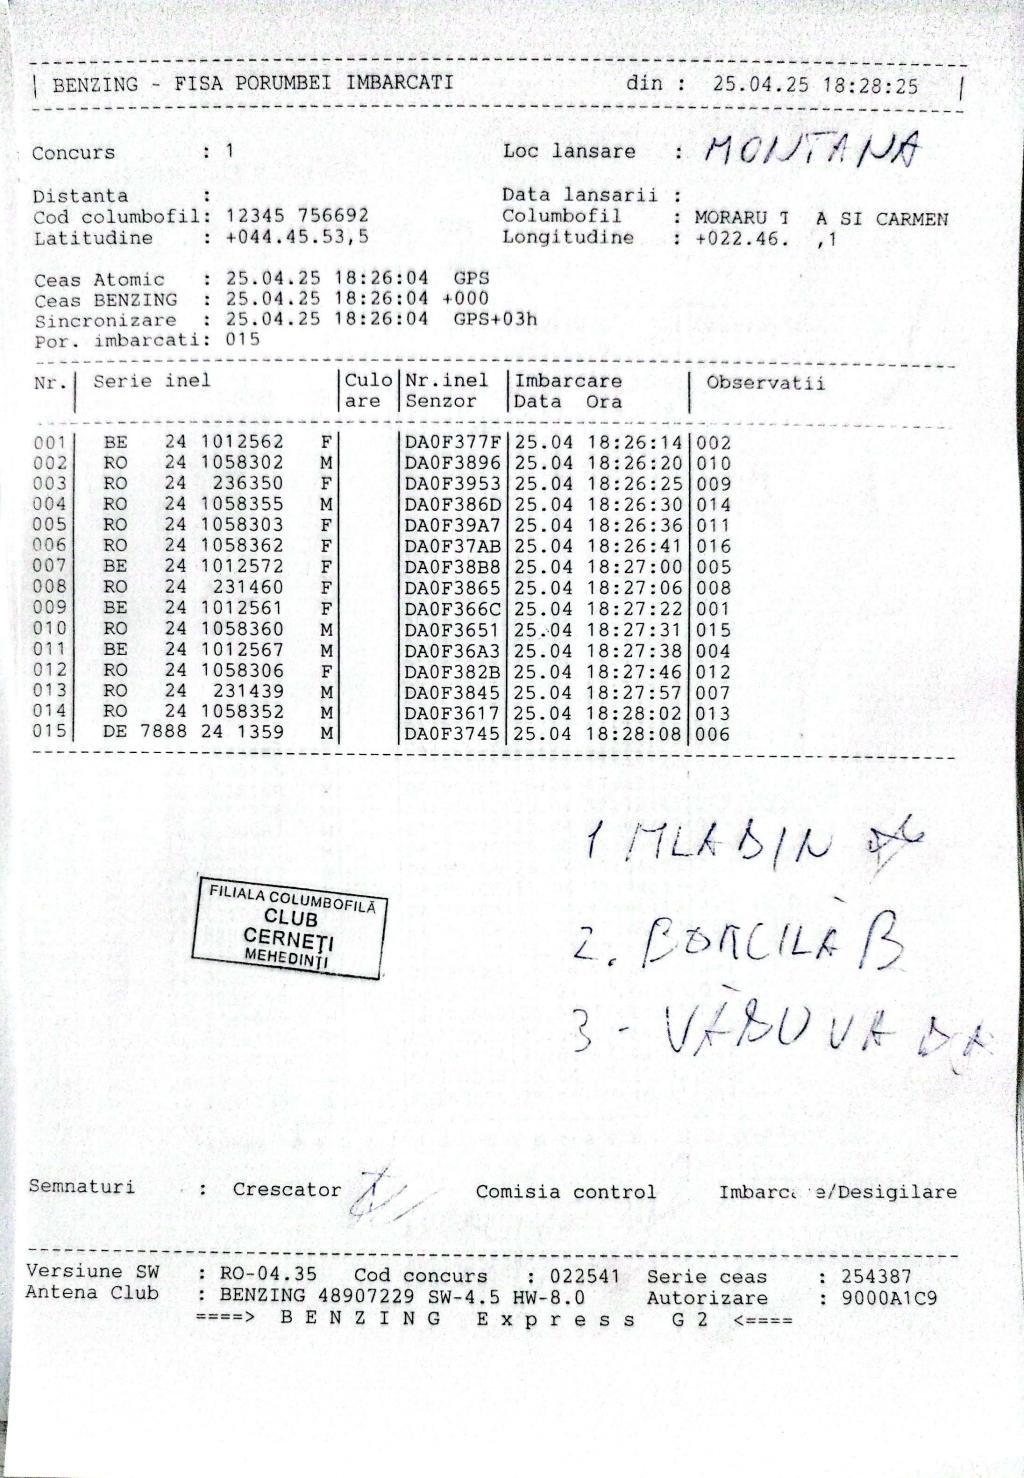 BENZING - FISA PORUMBEI IMBARCATI din : 25.04.25 18:28:25
Concurs : 1 Loc lansare : MONTANA
Distanta : Data lansarii :
Cod columbofil: 12345 756692 Columbofil : MORARU A SI CARMEN
Latitudine : +044.45.53,5 Longitudine : +022.46. ,1
Ceas Atomic : 25.04.25 18:26:04 GPS
Ceas BENZING : 25.04.25 18:26:04 +000
Sincronizare : 25.04.25 18:26:04 GPS+03h
Por. imbarcati: 015
Nr. Serie inel Culo Nr.inel Imbarcare Observatii
are Senzor Data Ora
001 BE 24 1012562 F DA0F377F 25.04 18:26:14 002
002 RO 24 1058302 M DA0F3896 25.04 18:26:20 010
003 RO 24 236350 F DA0F3953 25.04 18:26:25 009
004 RO 24 1058355 M DA0F386D 25.04 18:26:30 014
005 RO 24 1058303 F DA0F39A7 25.04 18:26:36 011
006 RO 24 1058362 F DA0F37AB 25.04 18:26:41 016
007 BE 24 1012572 F DA0F38B8 25.04 18:27:00 005
008 RO 24 231460 F DA0F3865 25.04 18:27:06 008
009 BE 24 1012561 F DA0F366C 25.04 18:27:22 001
010 RO 24 1058360 M DA0F3651 25.04 18:27:31 015
011 BE 24 1012567 M DA0F36A3 25.04 18:27:38 004
012 RO 24 1058306 F DA0F382B 25.04 18:27:46 012
013 RO 24 231439 M DA0F3845 25.04 18:27:57 007
014 RO 24 1058352 M DA0F3617 25.04 18:28:02 013
015 DE 7888 24 1359 M DA0F3745 25.04 18:28:08 006
1 MLADIN
FILIALA COLUMBOFILĂ
CLUB
CERNEȚI
MEHEDINȚI
2. BORCILĂ B
3 -
Semnaturi : Crescator Comisia control
Versiune SW : RO-04.35 Cod concurs : 022541 Serie ceas : 254387
Antena Club : BENZING 48907229 SW-4.5 HW-8.0 Autorizare : 9000A1C9
====> B E N Z I N G E x p r e s s G 2 <====